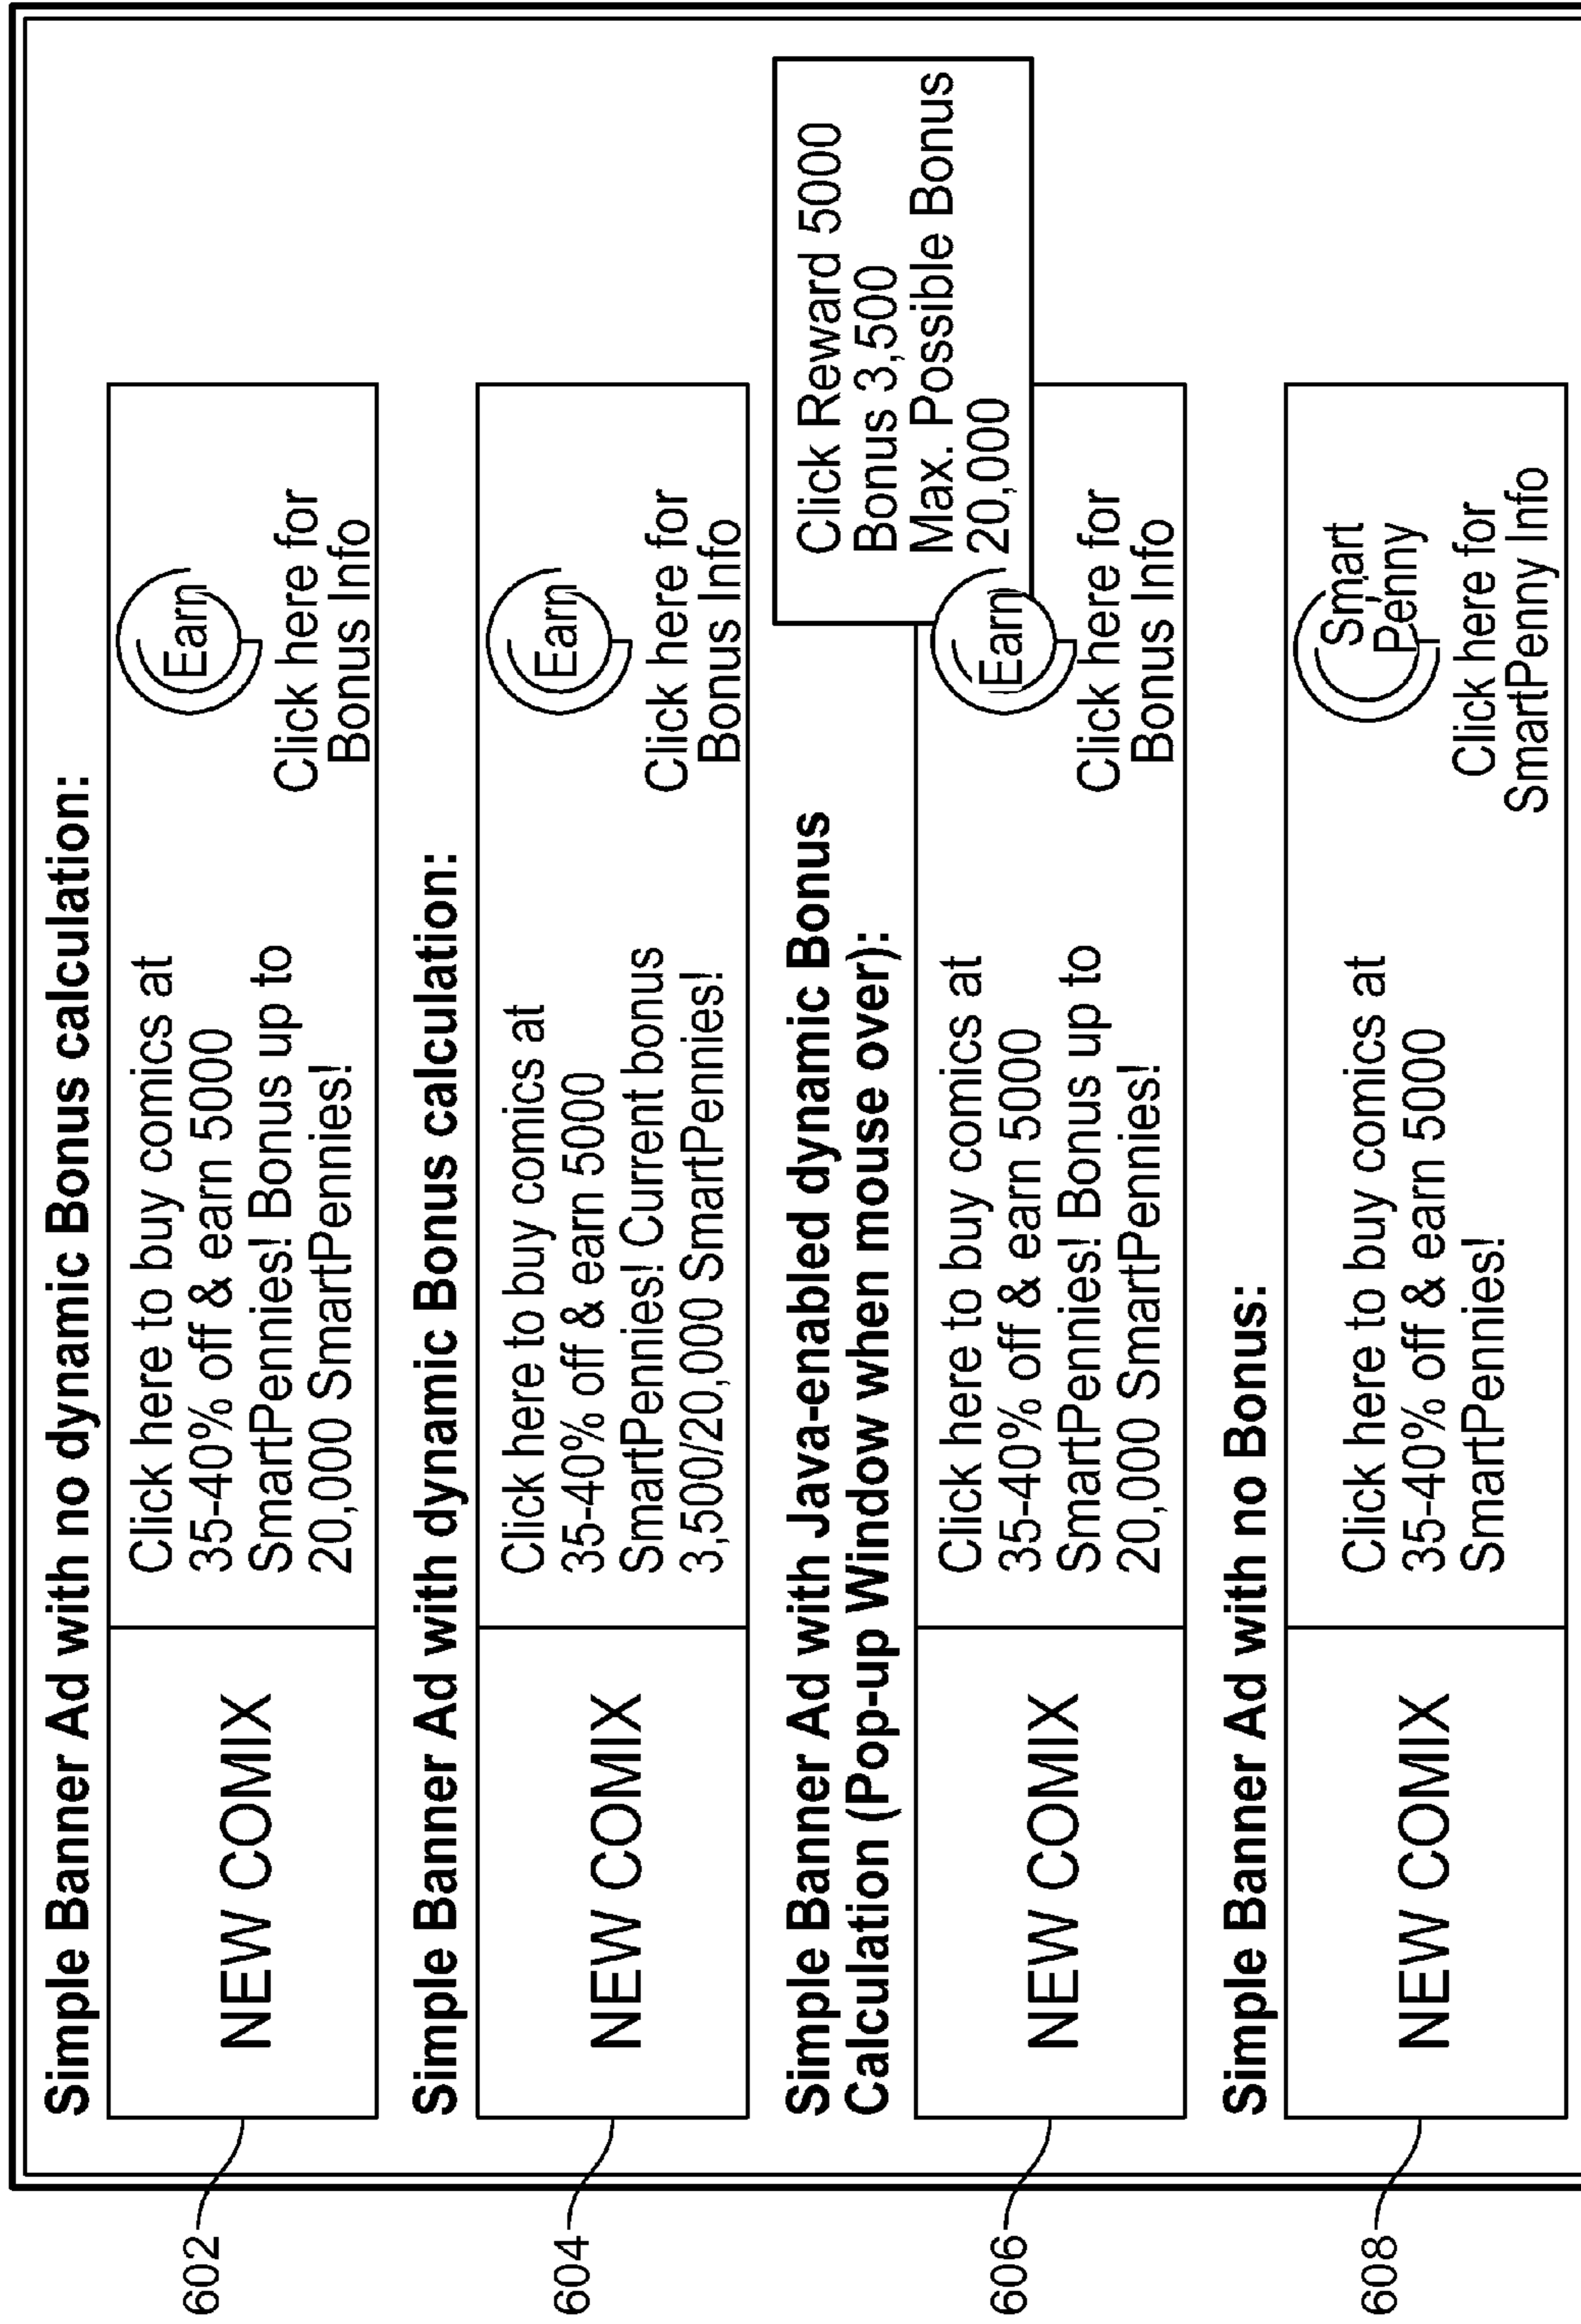 Simple Banner Ad with no dynamic Bonus calculation:
602
NEW COMIX
Click here to buy comics at
35-40% off & earn 5000
SmartPennies! Bonus up to
20,000 SmartPennies!
Earn
Click here for
Bonus Info
Simple Banner Ad with dynamic Bonus calculation:
604
NEW COMIX
Click here to buy comics at
35-40% off & earn 5000
SmartPennies! Current bonus
3,500/20,000 SmartPennies!
Earn
Click here for
Bonus Info
Simple Banner Ad with Java-enabled dynamic Bonus
Calculation (Pop-up Window when mouse over):
Click Reward 5000
Bonus 3,500
Max. Possible Bonus
20,000
606
NEW COMIX
Click here to buy comics at
35-40% off & earn 5000
SmartPennies! Bonus up to
20,000 SmartPennies!
Earn
Click here for
Bonus Info
Simple Banner Ad with no Bonus:
608
NEW COMIX
Click here to buy comics at
35-40% off & earn 5000
SmartPennies!
Smart
Penny
Click here for
SmartPenny Info